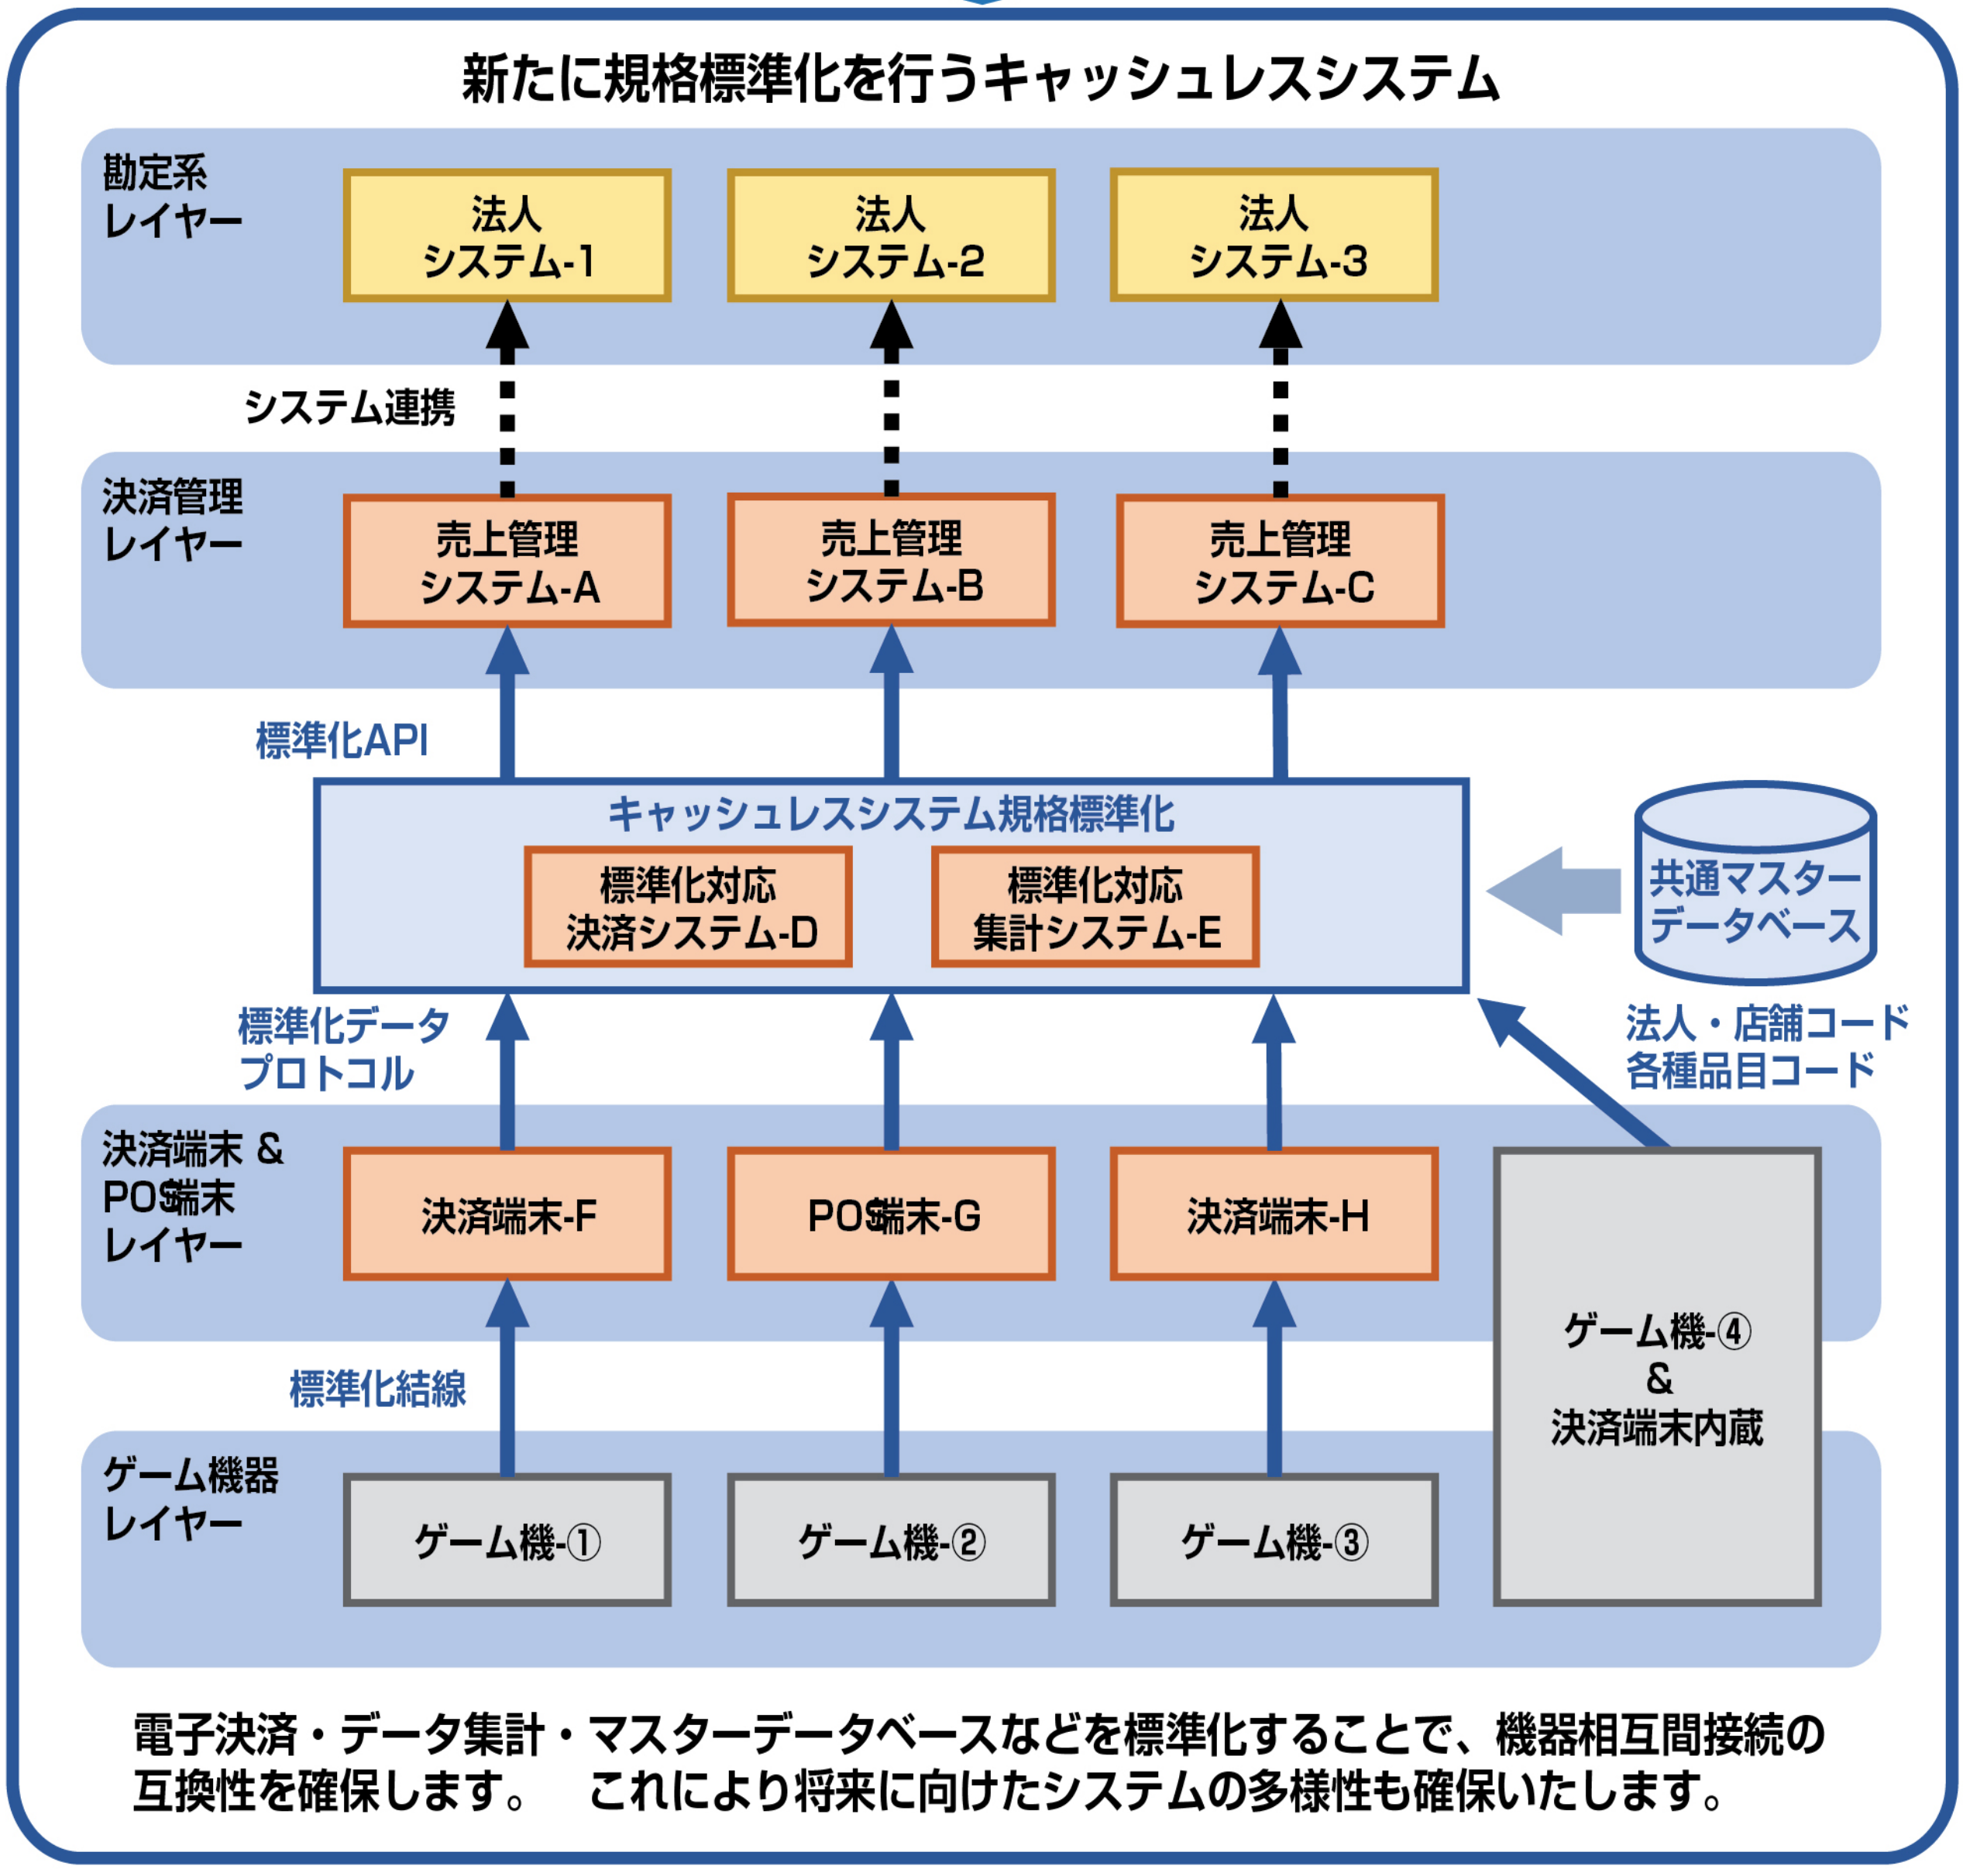 新たに規格標準化を行うキャッシュレスシステム
勘定系
レイヤー
法人
システム-1
法人
システム-2
法人
システム-3
システム連携
決済管理
レイヤー
売上管理
システム-A
売上管理
システム-B
売上管理
システム-C
標準化API
キャッシュレスシステム規格標準化
標準化対応
決済システム-D
標準化対応
集計システム-E
共通マスター
データベース
標準化データ
プロトコル
法人・店舗コード
各種品目コード
決済端末 &
POS端末
レイヤー
決済端末-F
POS端末-G
決済端末-H
ゲーム機-④
&
決済端末内蔵
標準化結線
ゲーム機器
レイヤー
ゲーム機-①
ゲーム機-②
ゲーム機-③
電子決済・データ集計・マスターデータベースなどを標準化することで、機器相互間接続の
互換性を確保します。　これにより将来に向けたシステムの多様性も確保いたします。